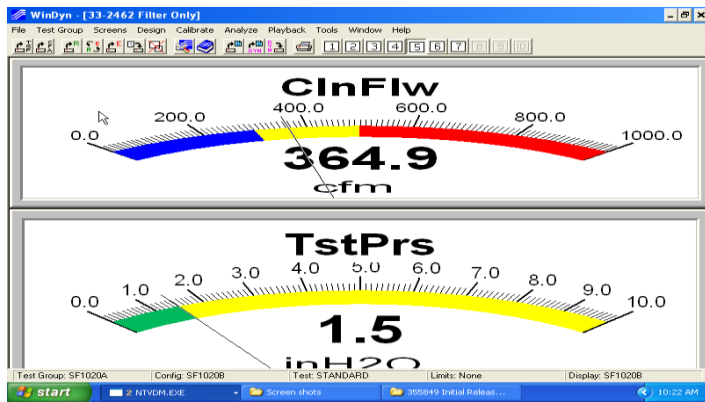 WinDyn - [33-2462 Filter Only]
File Test Group Screens Design Calibrate Analyze Playback Tools Window Help
1 2 3 4 5 6 7 8 9 10
ClnFlw
0.0 200.0 400.0 600.0 800.0 1000.0
364.9
cfm
TstPrs
0.0 1.0 2.0 3.0 4.0 5.0 6.0 7.0 8.0 9.0 10.0
1.5
inH2O
Test Group: SF1020A Config: SF1020B Test: STANDARD Limits: None Display: SF1020B
start 2 NTVDM.EXE Screen shots 355849 Initial Releas... 10:22 AM